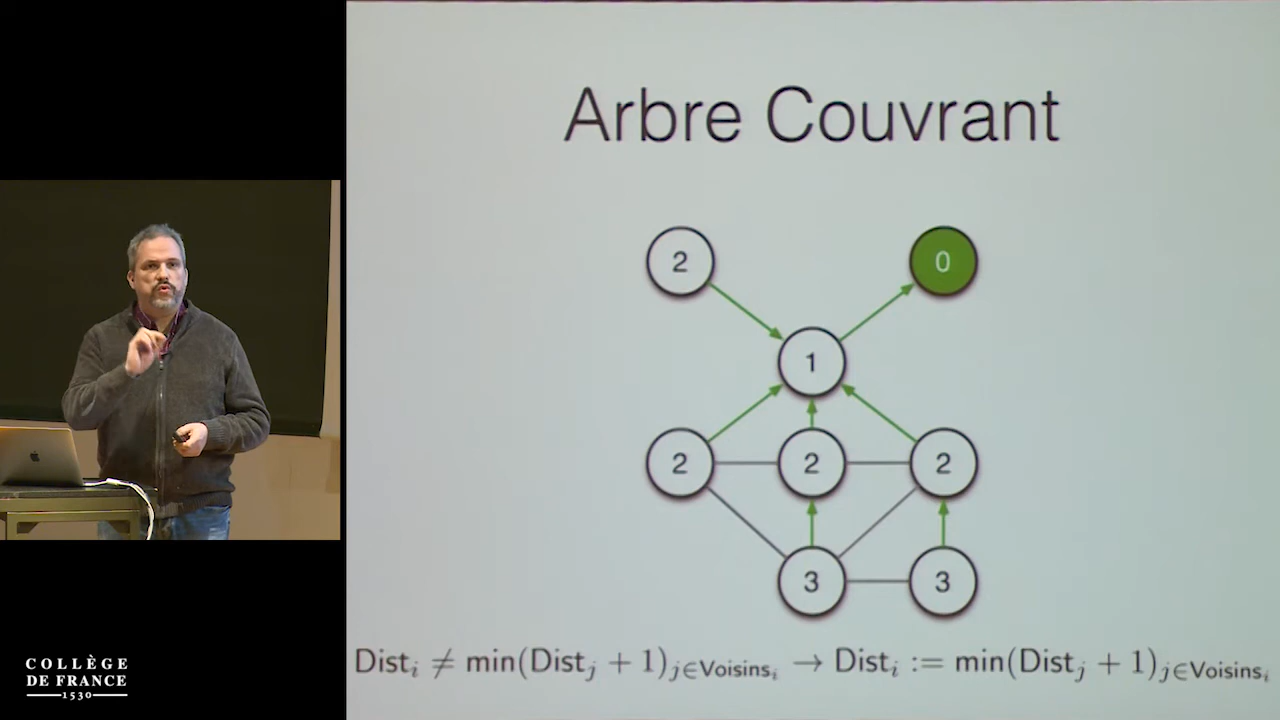 Arbre Couvrant
2
0
1
2
2
2
3
3
Dist_i ≠ min(Dist_j + 1)_{j∈Voisins_i} → Dist_i := min(Dist_j + 1)_{j∈Voisins_i}
COLLÈGE
DE FRANCE
1530